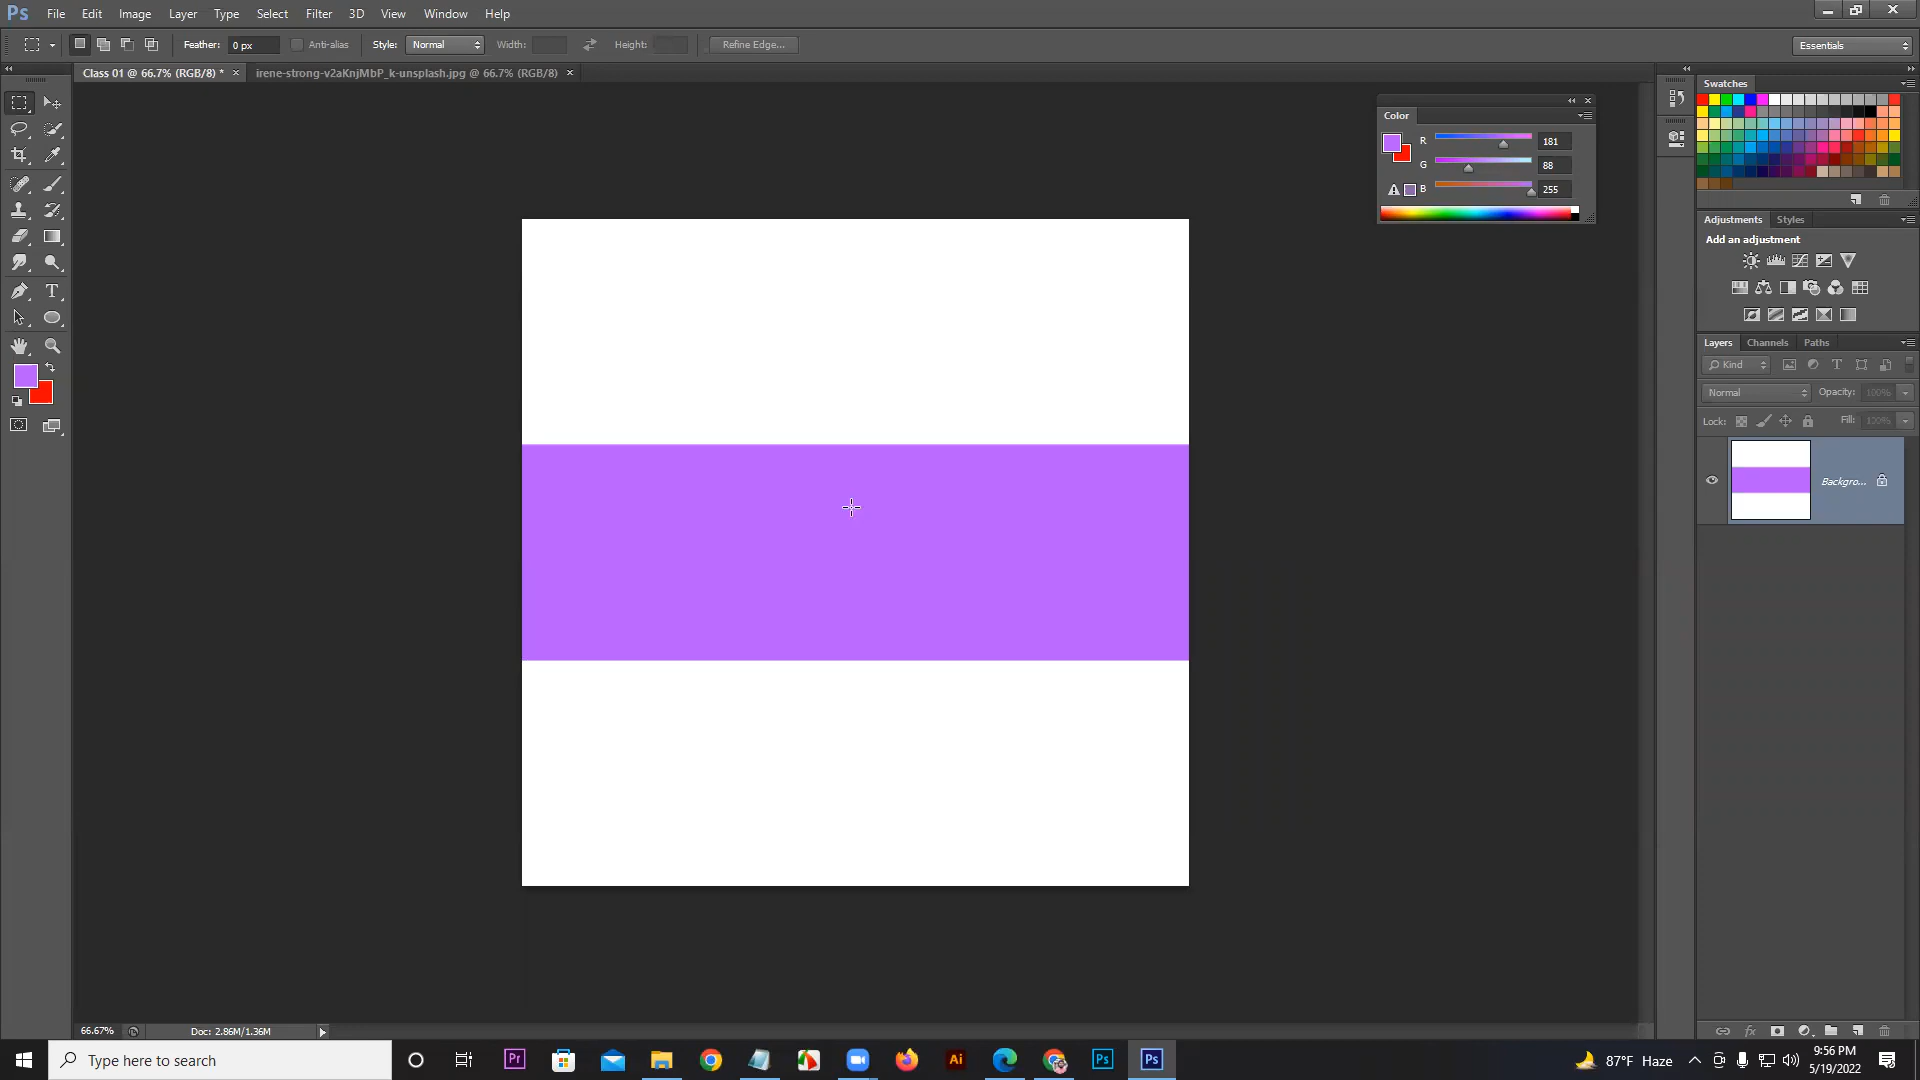 Ps File Edit Image Layer Type Select Filter 3D View Window Help
Feather: 0 px Anti-alias Style: Normal Width: Height: Refine Edge... Essentials
Class 01 @ 66.7% (RGB/8) * × irene-strong-v2aKnjMbP_k-unsplash.jpg @ 66.7% (RGB/8) ×
Color
R 181
G 88
B 255
Swatches
Adjustments Styles
Add an adjustment
Layers Channels Paths
Kind
Normal Opacity: 100%
Lock: Fill: 100%
Backgro...
66.67% Doc: 2.86M/1.36M
Type here to search
Pr Ai Ps Ps
87°F Haze
9:56 PM
5/19/2022